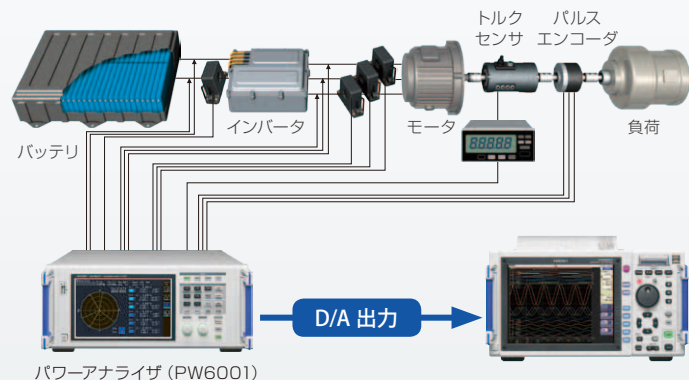 トルク
センサ
パルス
エンコーダ
バッテリ
インバータ
モータ
負荷
88888
D/A 出力
パワーアナライザ（PW6001）